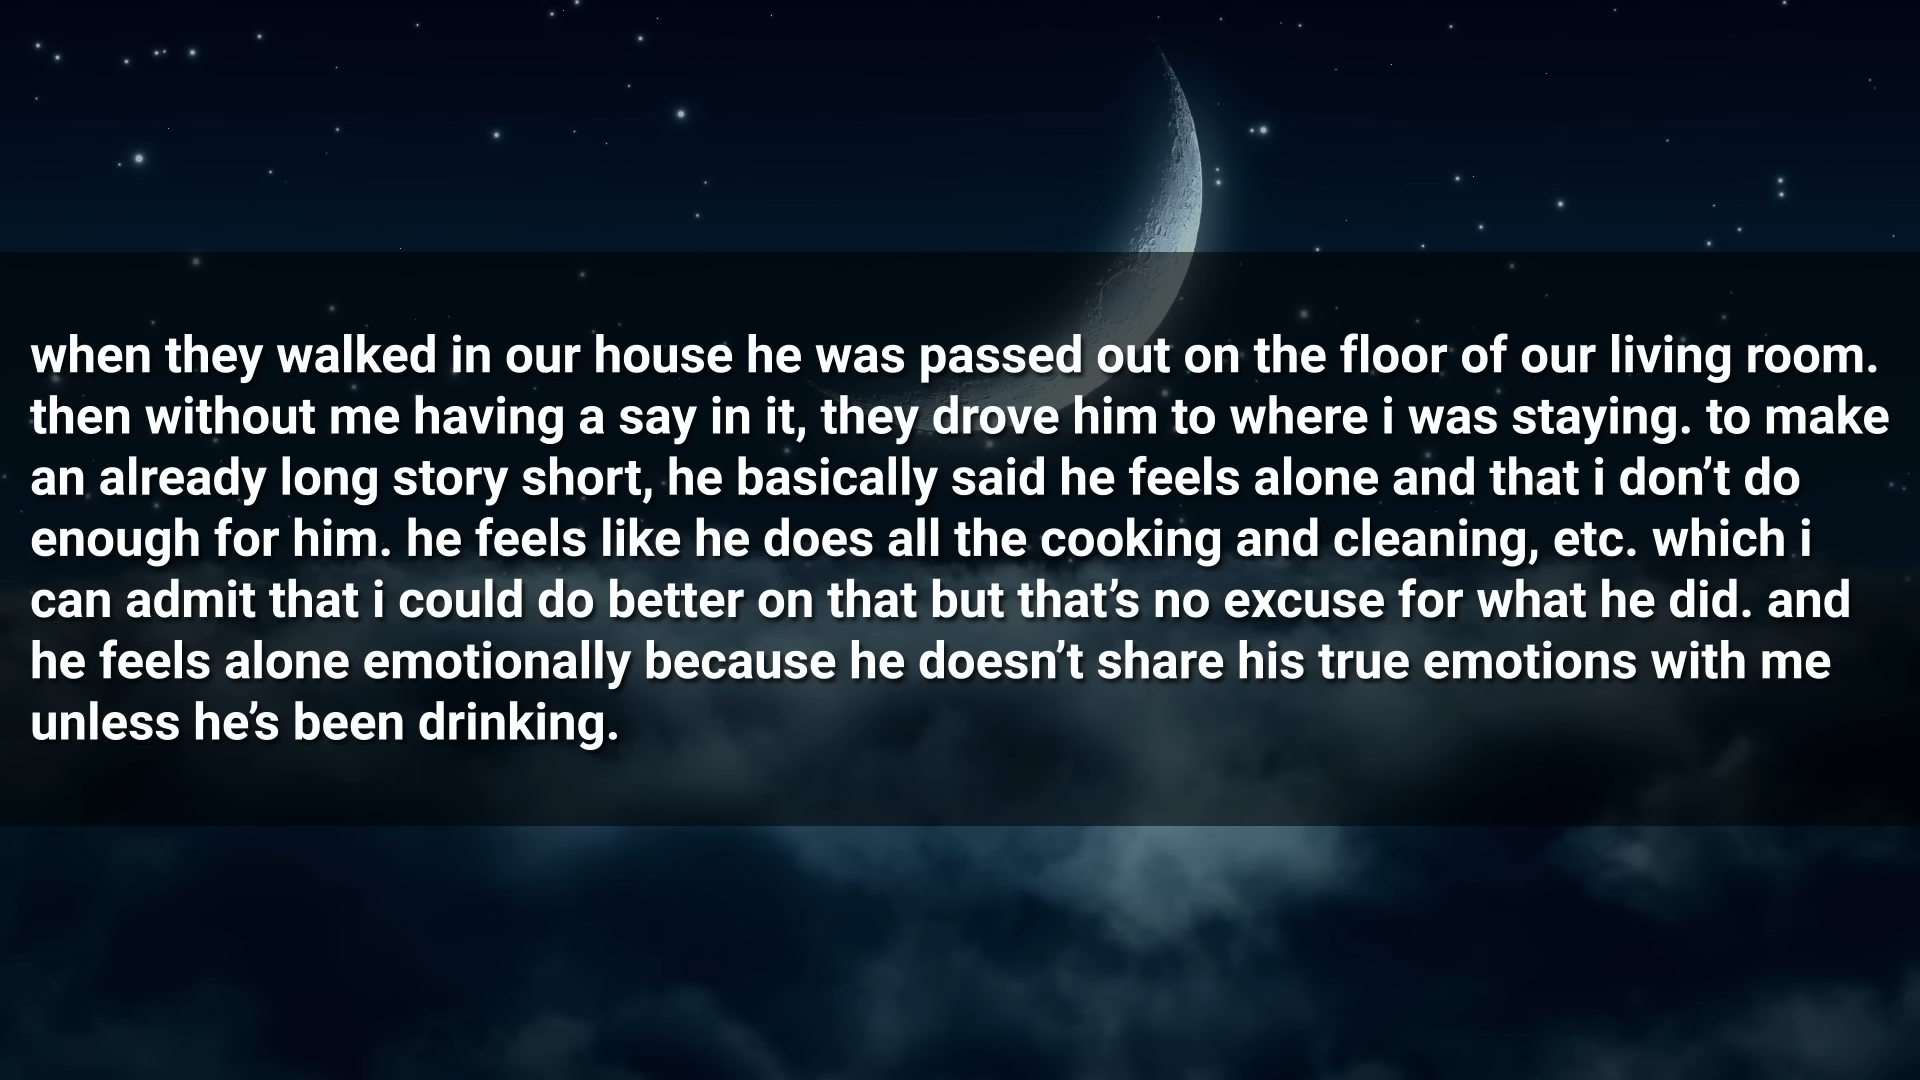 when they walked in our house he was passed out on the floor of our living room.
then without me having a say in it, they drove him to where i was staying. to make
an already long story short, he basically said he feels alone and that i don’t do
enough for him. he feels like he does all the cooking and cleaning, etc. which i
can admit that i could do better on that but that’s no excuse for what he did. and
he feels alone emotionally because he doesn’t share his true emotions with me
unless he’s been drinking.